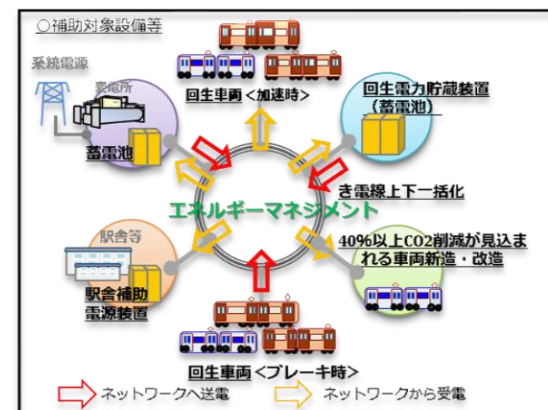 ○補助対象設備等
系統電源
変電所
蓄電池
回生車両<加速時>
回生電力貯蔵装置
(蓄電池)
き電線上下一括化
エネルギーマネジメント
駅舎等
駅舎補助
電源装置
40%以上CO2削減が見込ま
れる車両新造・改造
回生車両<ブレーキ時>
ネットワークへ送電
ネットワークから受電